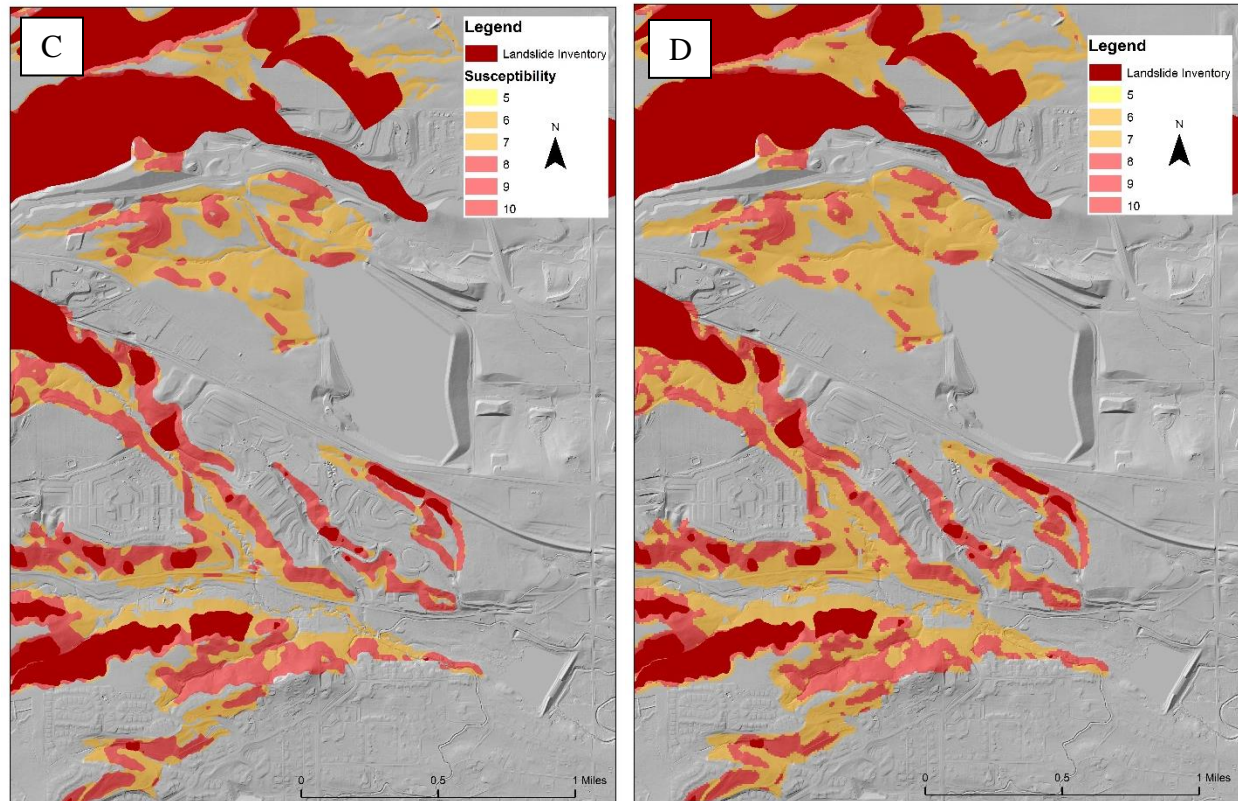 C
Legend
Landslide Inventory
Susceptibility
5
6
7
8
9
10
N
0 0.5 1 Miles
D
Legend
Landslide Inventory
5
6
7
8
9
10
N
0 0.5 1 Miles